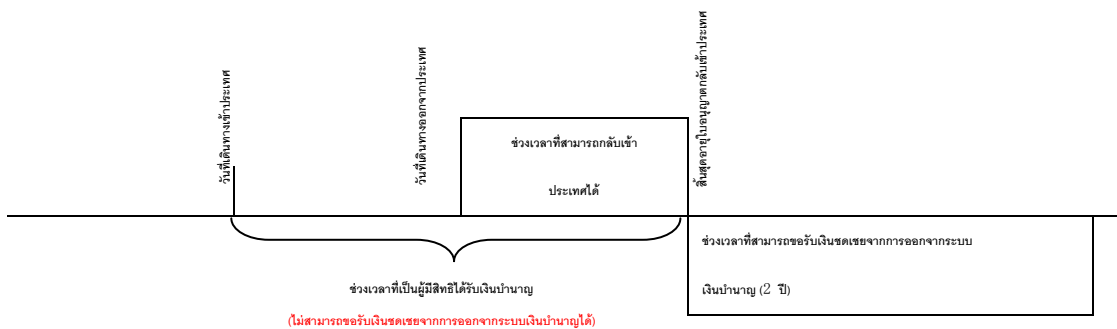 วันที่เดินทางเข้าประเทศ
วันที่เดินทางออกจากประเทศ
สิ้นสุดอายุใบอนุญาตกลับเข้าประเทศ
ช่วงเวลาที่สามารถกลับเข้า
ประเทศได้
ช่วงเวลาที่สามารถขอรับเงินชดเชยจากการออกจากระบบ
เงินบำนาญ (2 ปี)
ช่วงเวลาที่เป็นผู้มีสิทธิได้รับเงินบำนาญ
(ไม่สามารถขอรับเงินชดเชยจากการออกจากระบบเงินบำนาญได้)